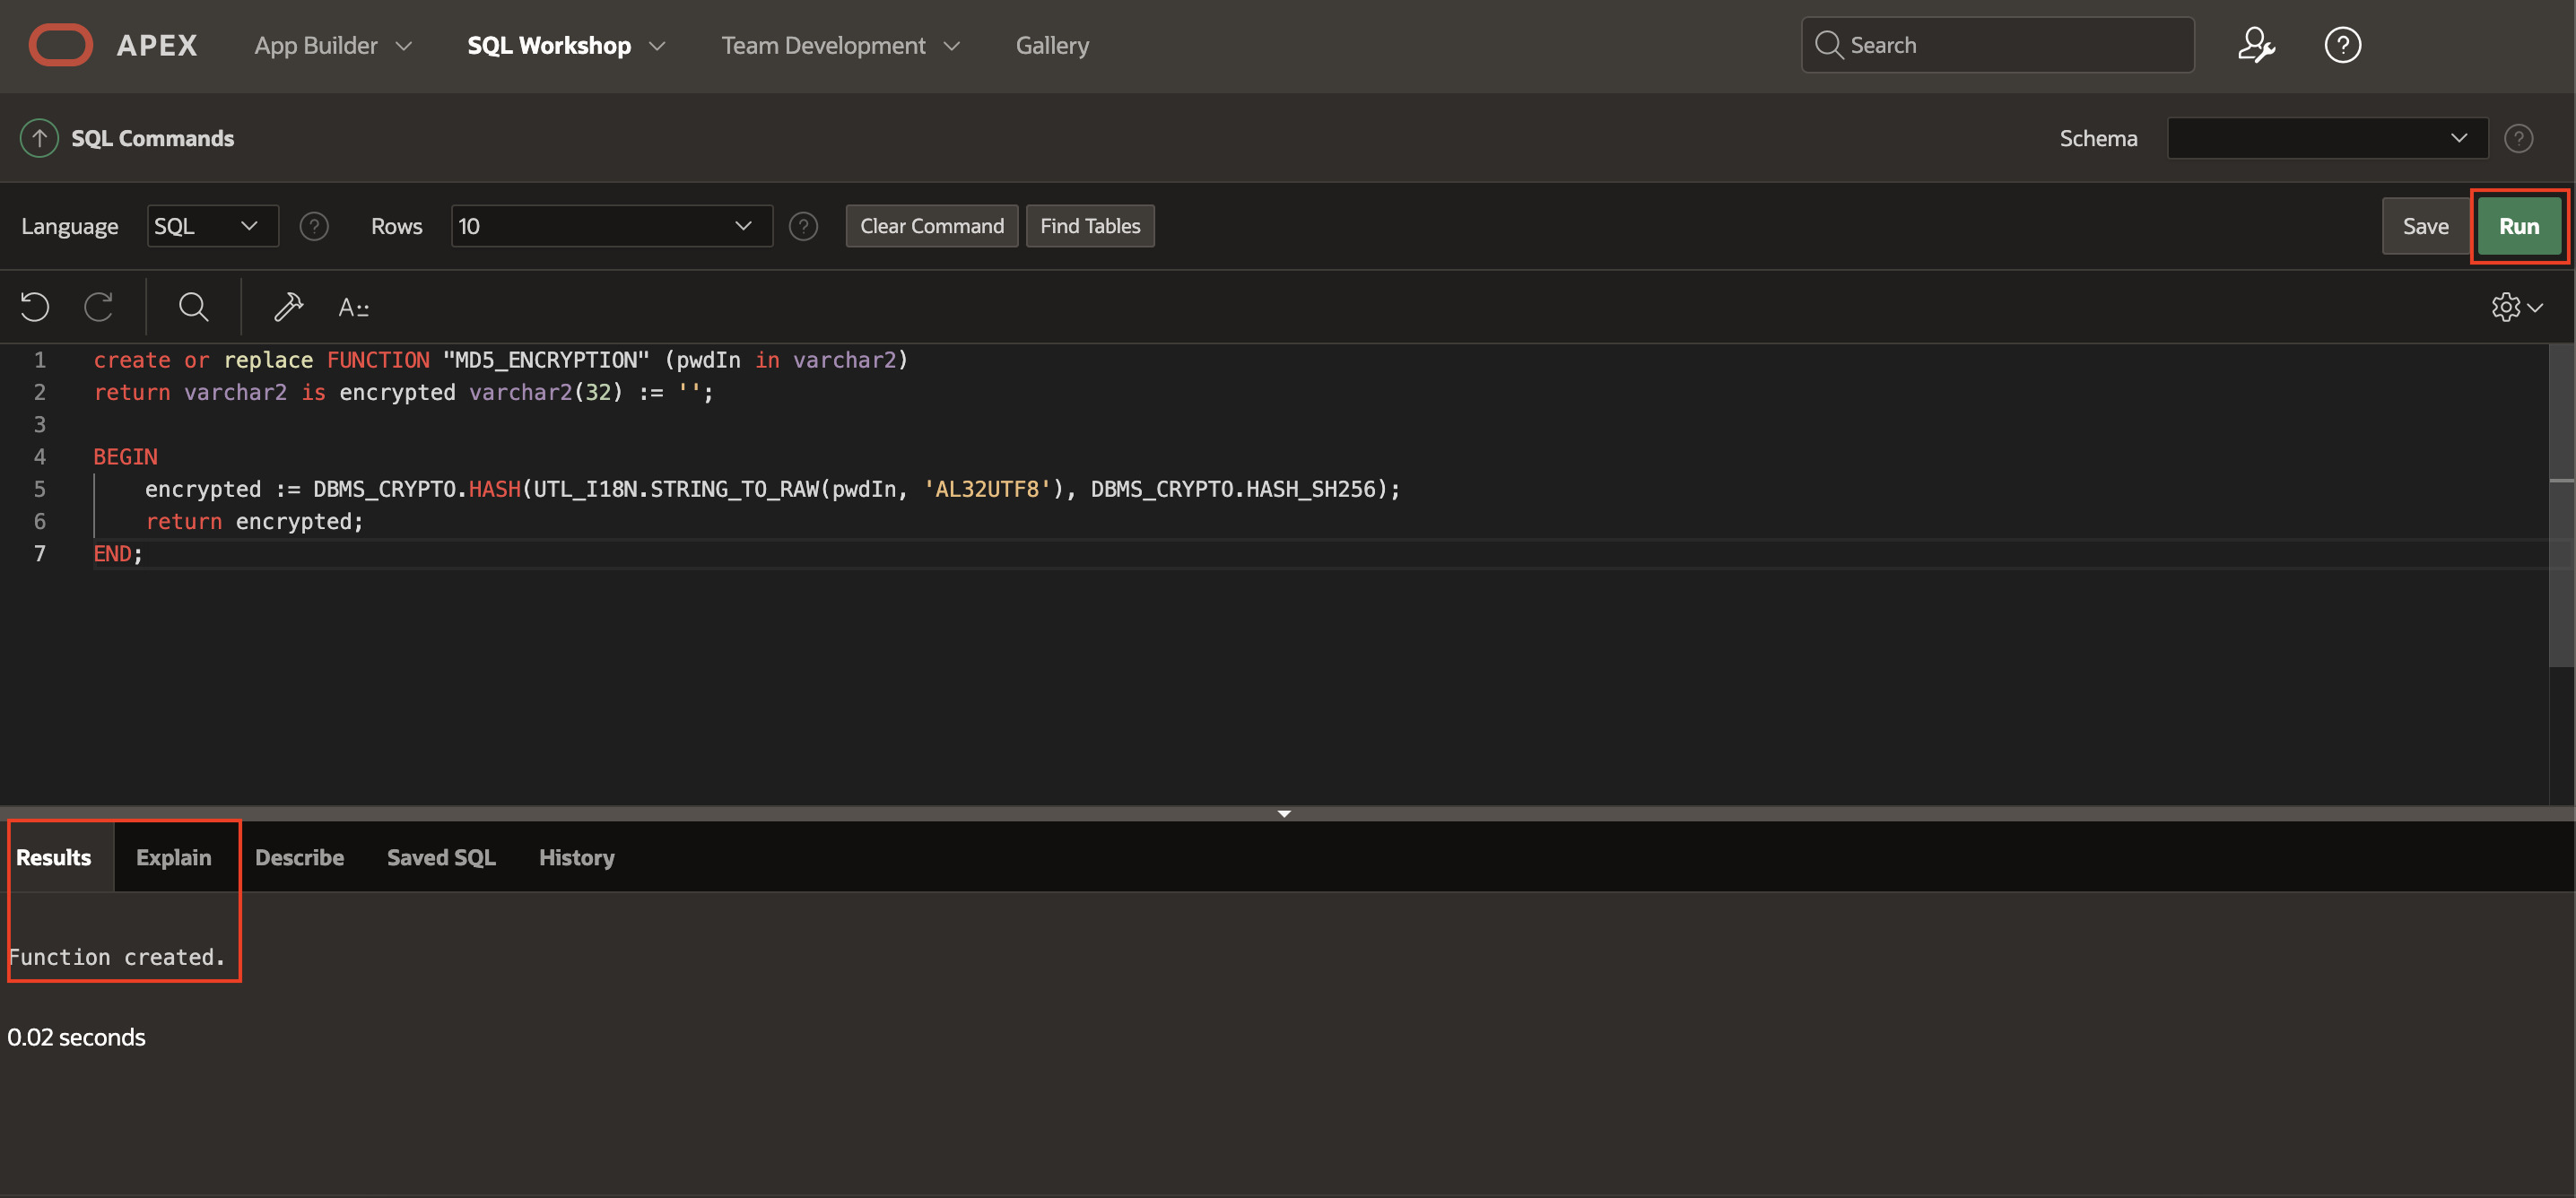 APEX App Builder SQL Workshop Team Development Gallery Search
SQL Commands Schema
Language SQL Rows 10 Clear Command Find Tables Save Run
A::
1 create or replace FUNCTION "MD5_ENCRYPTION" (pwdIn in varchar2)
2 return varchar2 is encrypted varchar2(32) := '';
3
4 BEGIN
5 encrypted := DBMS_CRYPTO.HASH(UTL_I18N.STRING_TO_RAW(pwdIn, 'AL32UTF8'), DBMS_CRYPTO.HASH_SH256);
6 return encrypted;
7 END;
Results Explain Describe Saved SQL History
Function created.
0.02 seconds